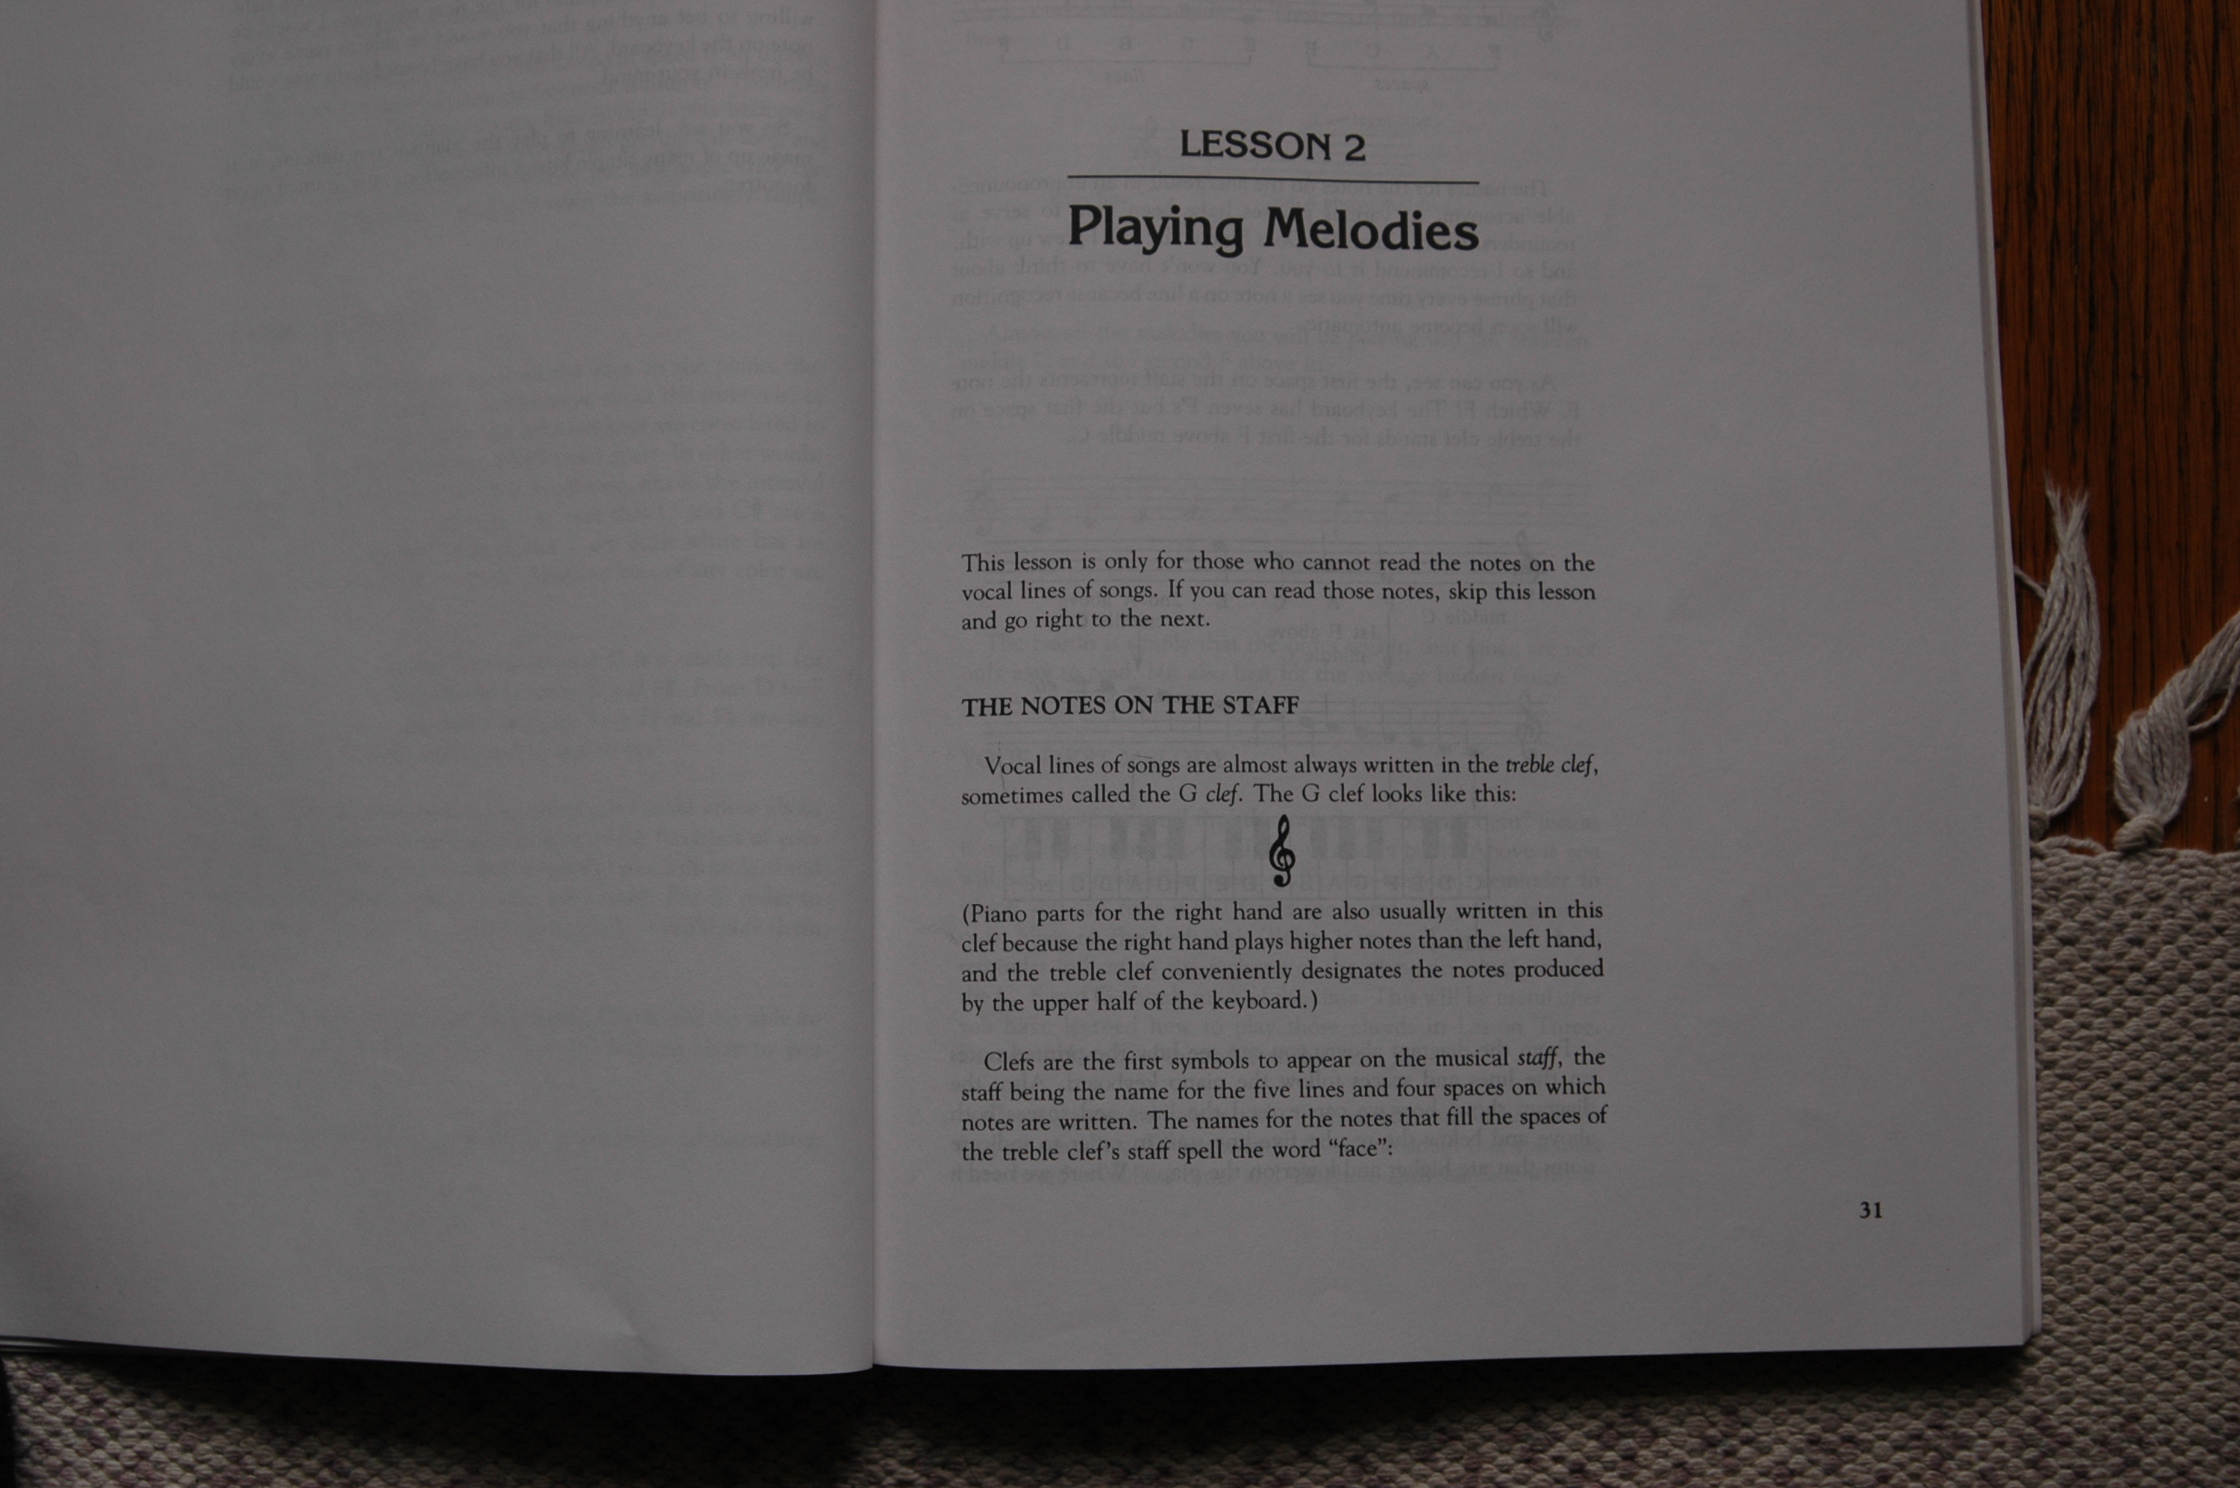 LESSON 2
Playing Melodies
This lesson is only for those who cannot read the notes on the
vocal lines of songs. If you can read those notes, skip this lesson
and go right to the next.
THE NOTES ON THE STAFF
Vocal lines of songs are almost always written in the treble clef,
sometimes called the G clef. The G clef looks like this:
(Piano parts for the right hand are also usually written in this
clef because the right hand plays higher notes than the left hand,
and the treble clef conveniently designates the notes produced
by the upper half of the keyboard.)
Clefs are the first symbols to appear on the musical staff, the
staff being the name for the five lines and four spaces on which
notes are written. The names for the notes that fill the spaces of
the treble clef's staff spell the word “face”:
31